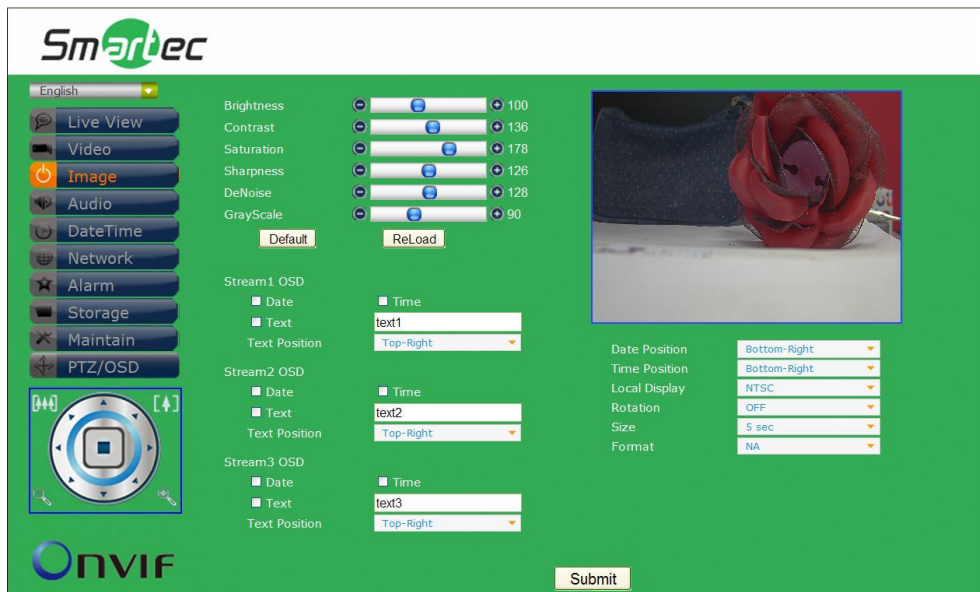 Smartec
English
Live View
Video
Image
Audio
DateTime
Network
Alarm
Storage
Maintain
PTZ/OSD
Onvif
Brightness 100
Contrast 136
Saturation 178
Sharpness 126
DeNoise 128
GrayScale 90
Default ReLoad
Stream1 OSD
Date Time
Text text1
Text Position Top-Right
Stream2 OSD
Date Time
Text text2
Text Position Top-Right
Stream3 OSD
Date Time
Text text3
Text Position Top-Right
Date Position Bottom-Right
Time Position Bottom-Right
Local Display NTSC
Rotation OFF
Size 5 sec
Format NA
Submit